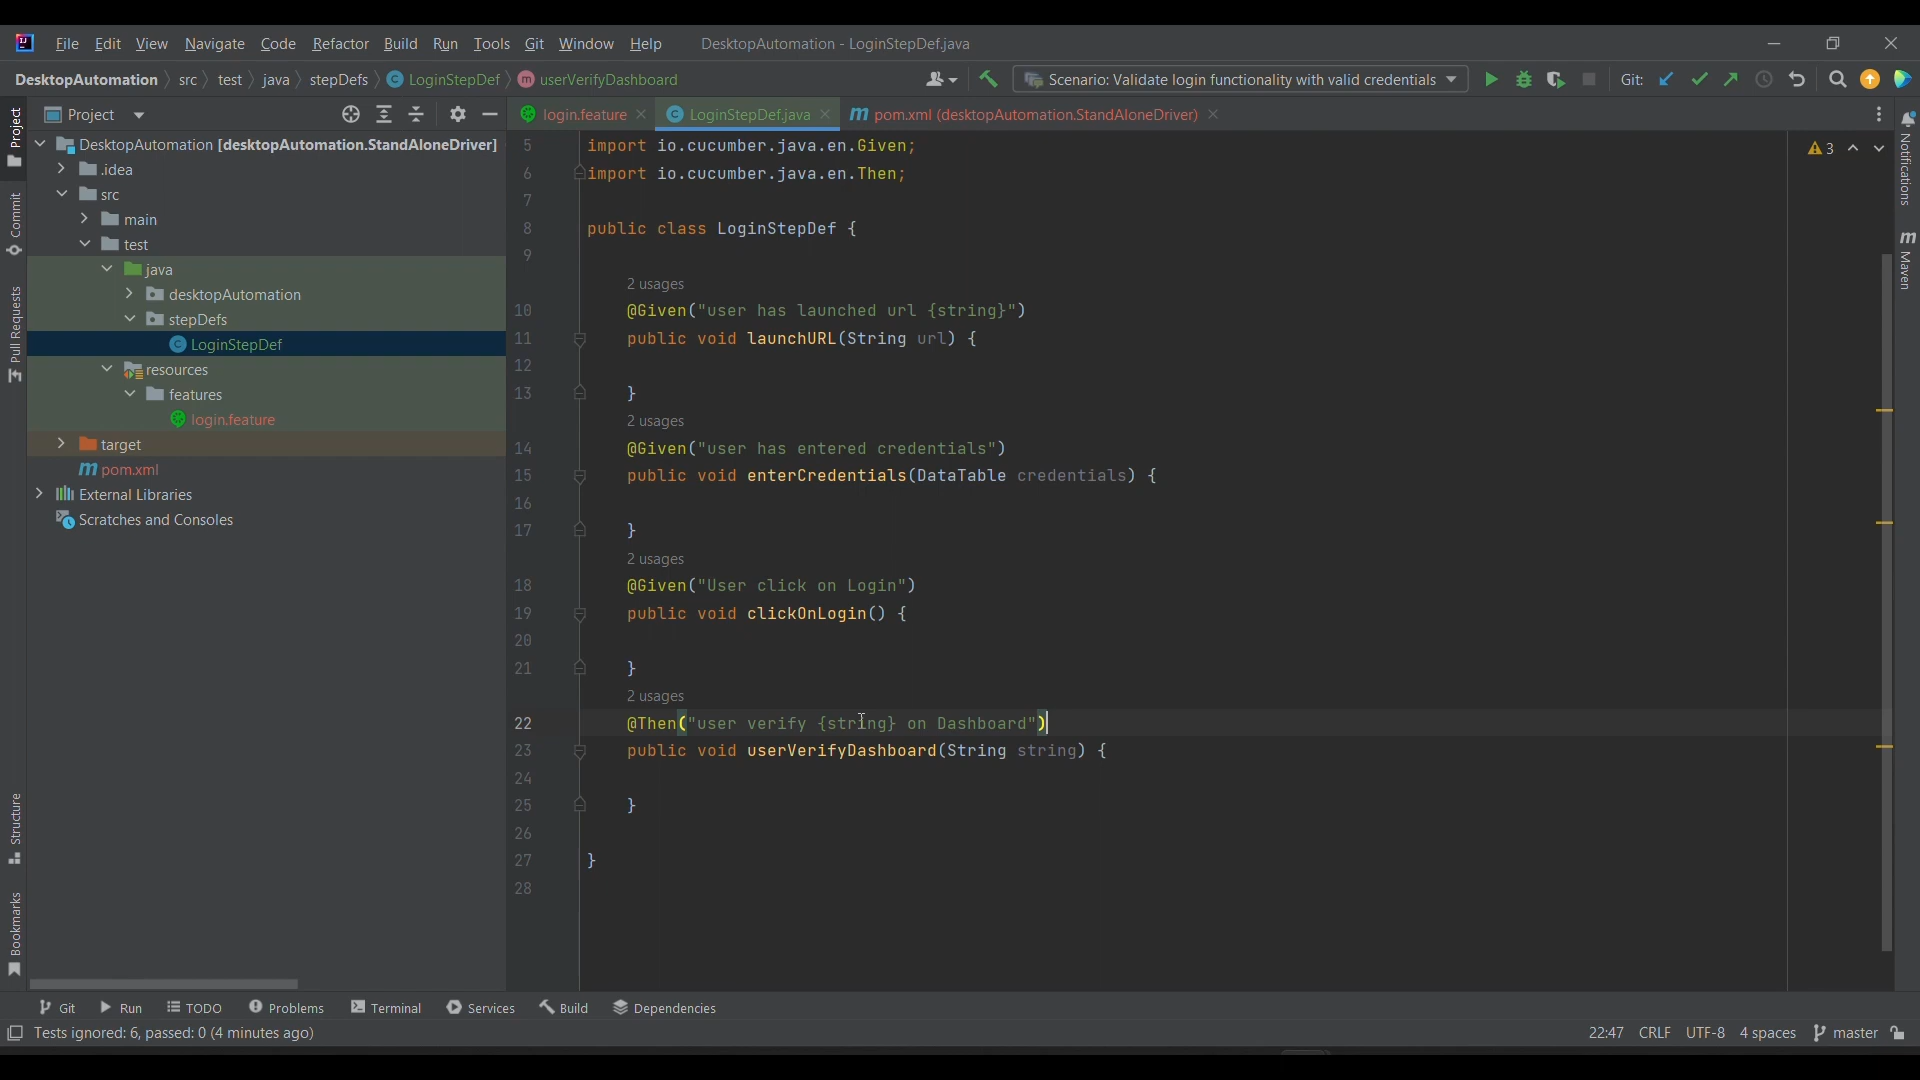 File Edit View Navigate Code Refactor Build Run Tools Git Window Help DesktopAutomation - LoginStepDef.java
DesktopAutomation src test java stepDefs LoginStepDef userVerifyDashboard Scenario: Validate login functionality with valid credentials Git:
Project login.feature LoginStepDef.java pom.xml (desktopAutomation.StandAloneDriver)
Project
Commit
Pull Requests
Structure
Bookmarks
DesktopAutomation [desktopAutomation.StandAloneDriver]
.idea
src
main
test
java
desktopAutomation
stepDefs
LoginStepDef
resources
features
login.feature
target
pom.xml
External Libraries
Scratches and Consoles
5 import io.cucumber.java.en.Given;
6 import io.cucumber.java.en.Then;
7
8 public class LoginStepDef {
9
2 usages
10 @Given("user has launched url {string}")
11 public void launchURL(String url) {
12
13 }
2 usages
14 @Given("user has entered credentials")
15 public void enterCredentials(DataTable credentials) {
16
17 }
2 usages
18 @Given("User click on Login")
19 public void clickOnLogin() {
20
21 }
2 usages
22 @Then("user verify {string} on Dashboard")
23 public void userVerifyDashboard(String string) {
24
25 }
26
27 }
28
3
Notifications
Maven
Git Run TODO Problems Terminal Services Build Dependencies
Tests ignored: 6, passed: 0 (4 minutes ago) 22:47 CRLF UTF-8 4 spaces master